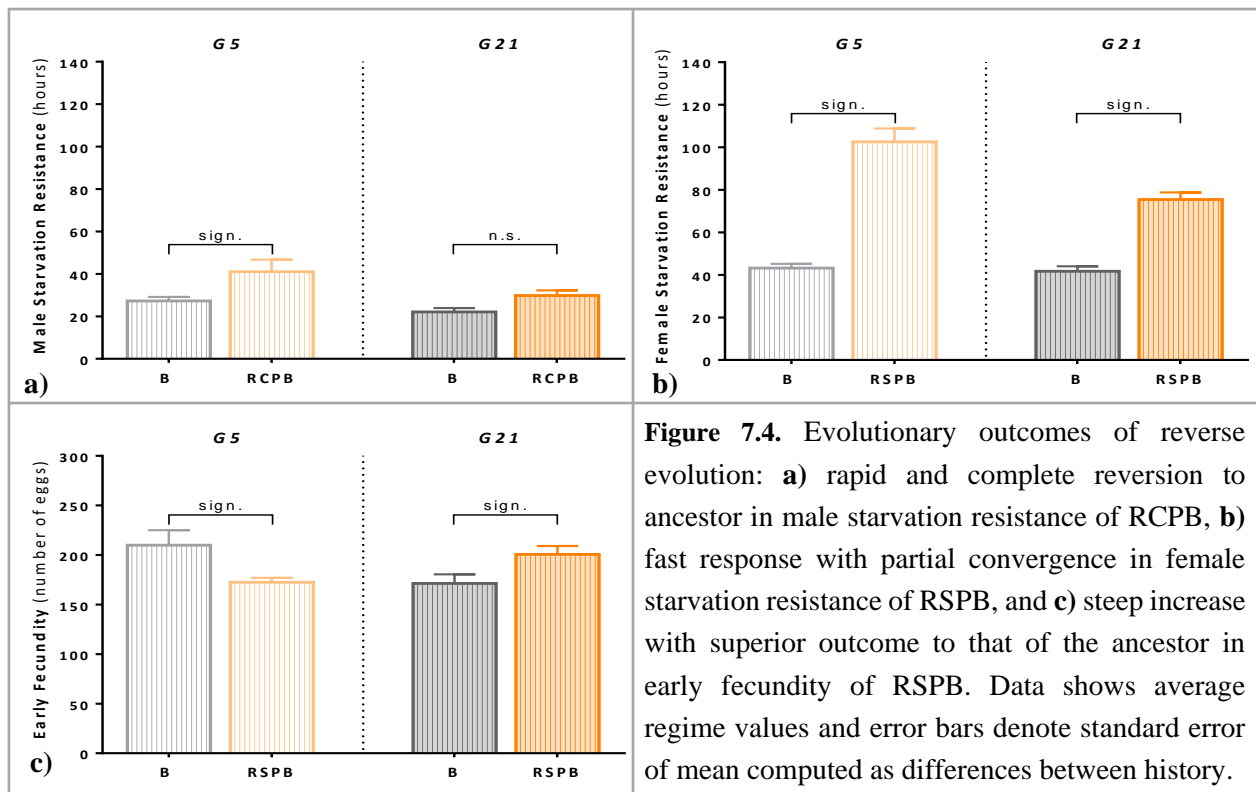 G5 G21
140
120
100
80
60
40
20
0
Male Starvation Resistance (hours)
sign.
n.s.
B RCPB B RCPB
a)
G5 G21
140
120
100
80
60
40
20
0
Female Starvation Resistance (hours)
sign.
sign.
B RSPB B RSPB
b)
G5 G21
300
250
200
150
100
50
0
Early Fecundity (number of eggs)
sign. sign.
B RSPB B RSPB
c)
Figure 7.4. Evolutionary outcomes of reverse
evolution: a) rapid and complete reversion to
ancestor in male starvation resistance of RCPB, b)
fast response with partial convergence in female
starvation resistance of RSPB, and c) steep increase
with superior outcome to that of the ancestor in
early fecundity of RSPB. Data shows average
regime values and error bars denote standard error
of mean computed as differences between history.